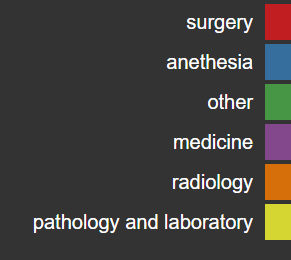 surgery
anethesia
other
medicine
radiology
pathology and laboratory